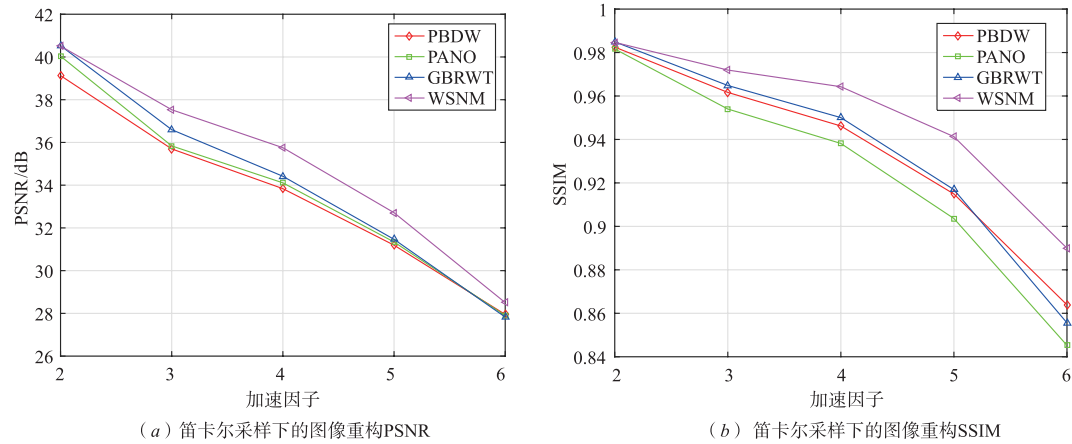 42
40
38
36
34
32
30
28
26
PSNR/dB
PBDW
PANO
GBRWT
WSNM
2 3 4 5 6
加速因子
(a) 笛卡尔采样下的图像重构PSNR
1
0.98
0.96
0.94
0.92
0.9
0.88
0.86
0.84
SSIM
PBDW
PANO
GBRWT
WSNM
2 3 4 5 6
加速因子
(b) 笛卡尔采样下的图像重构SSIM